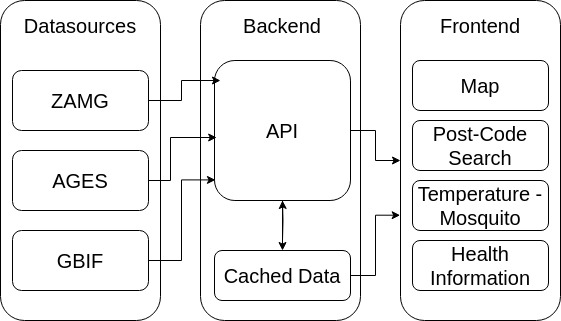 Datasources
ZAMG
AGES
GBIF
Backend
API
Cached Data
Frontend
Map
Post-Code
Search
Temperature -
Mosquito
Health
Information